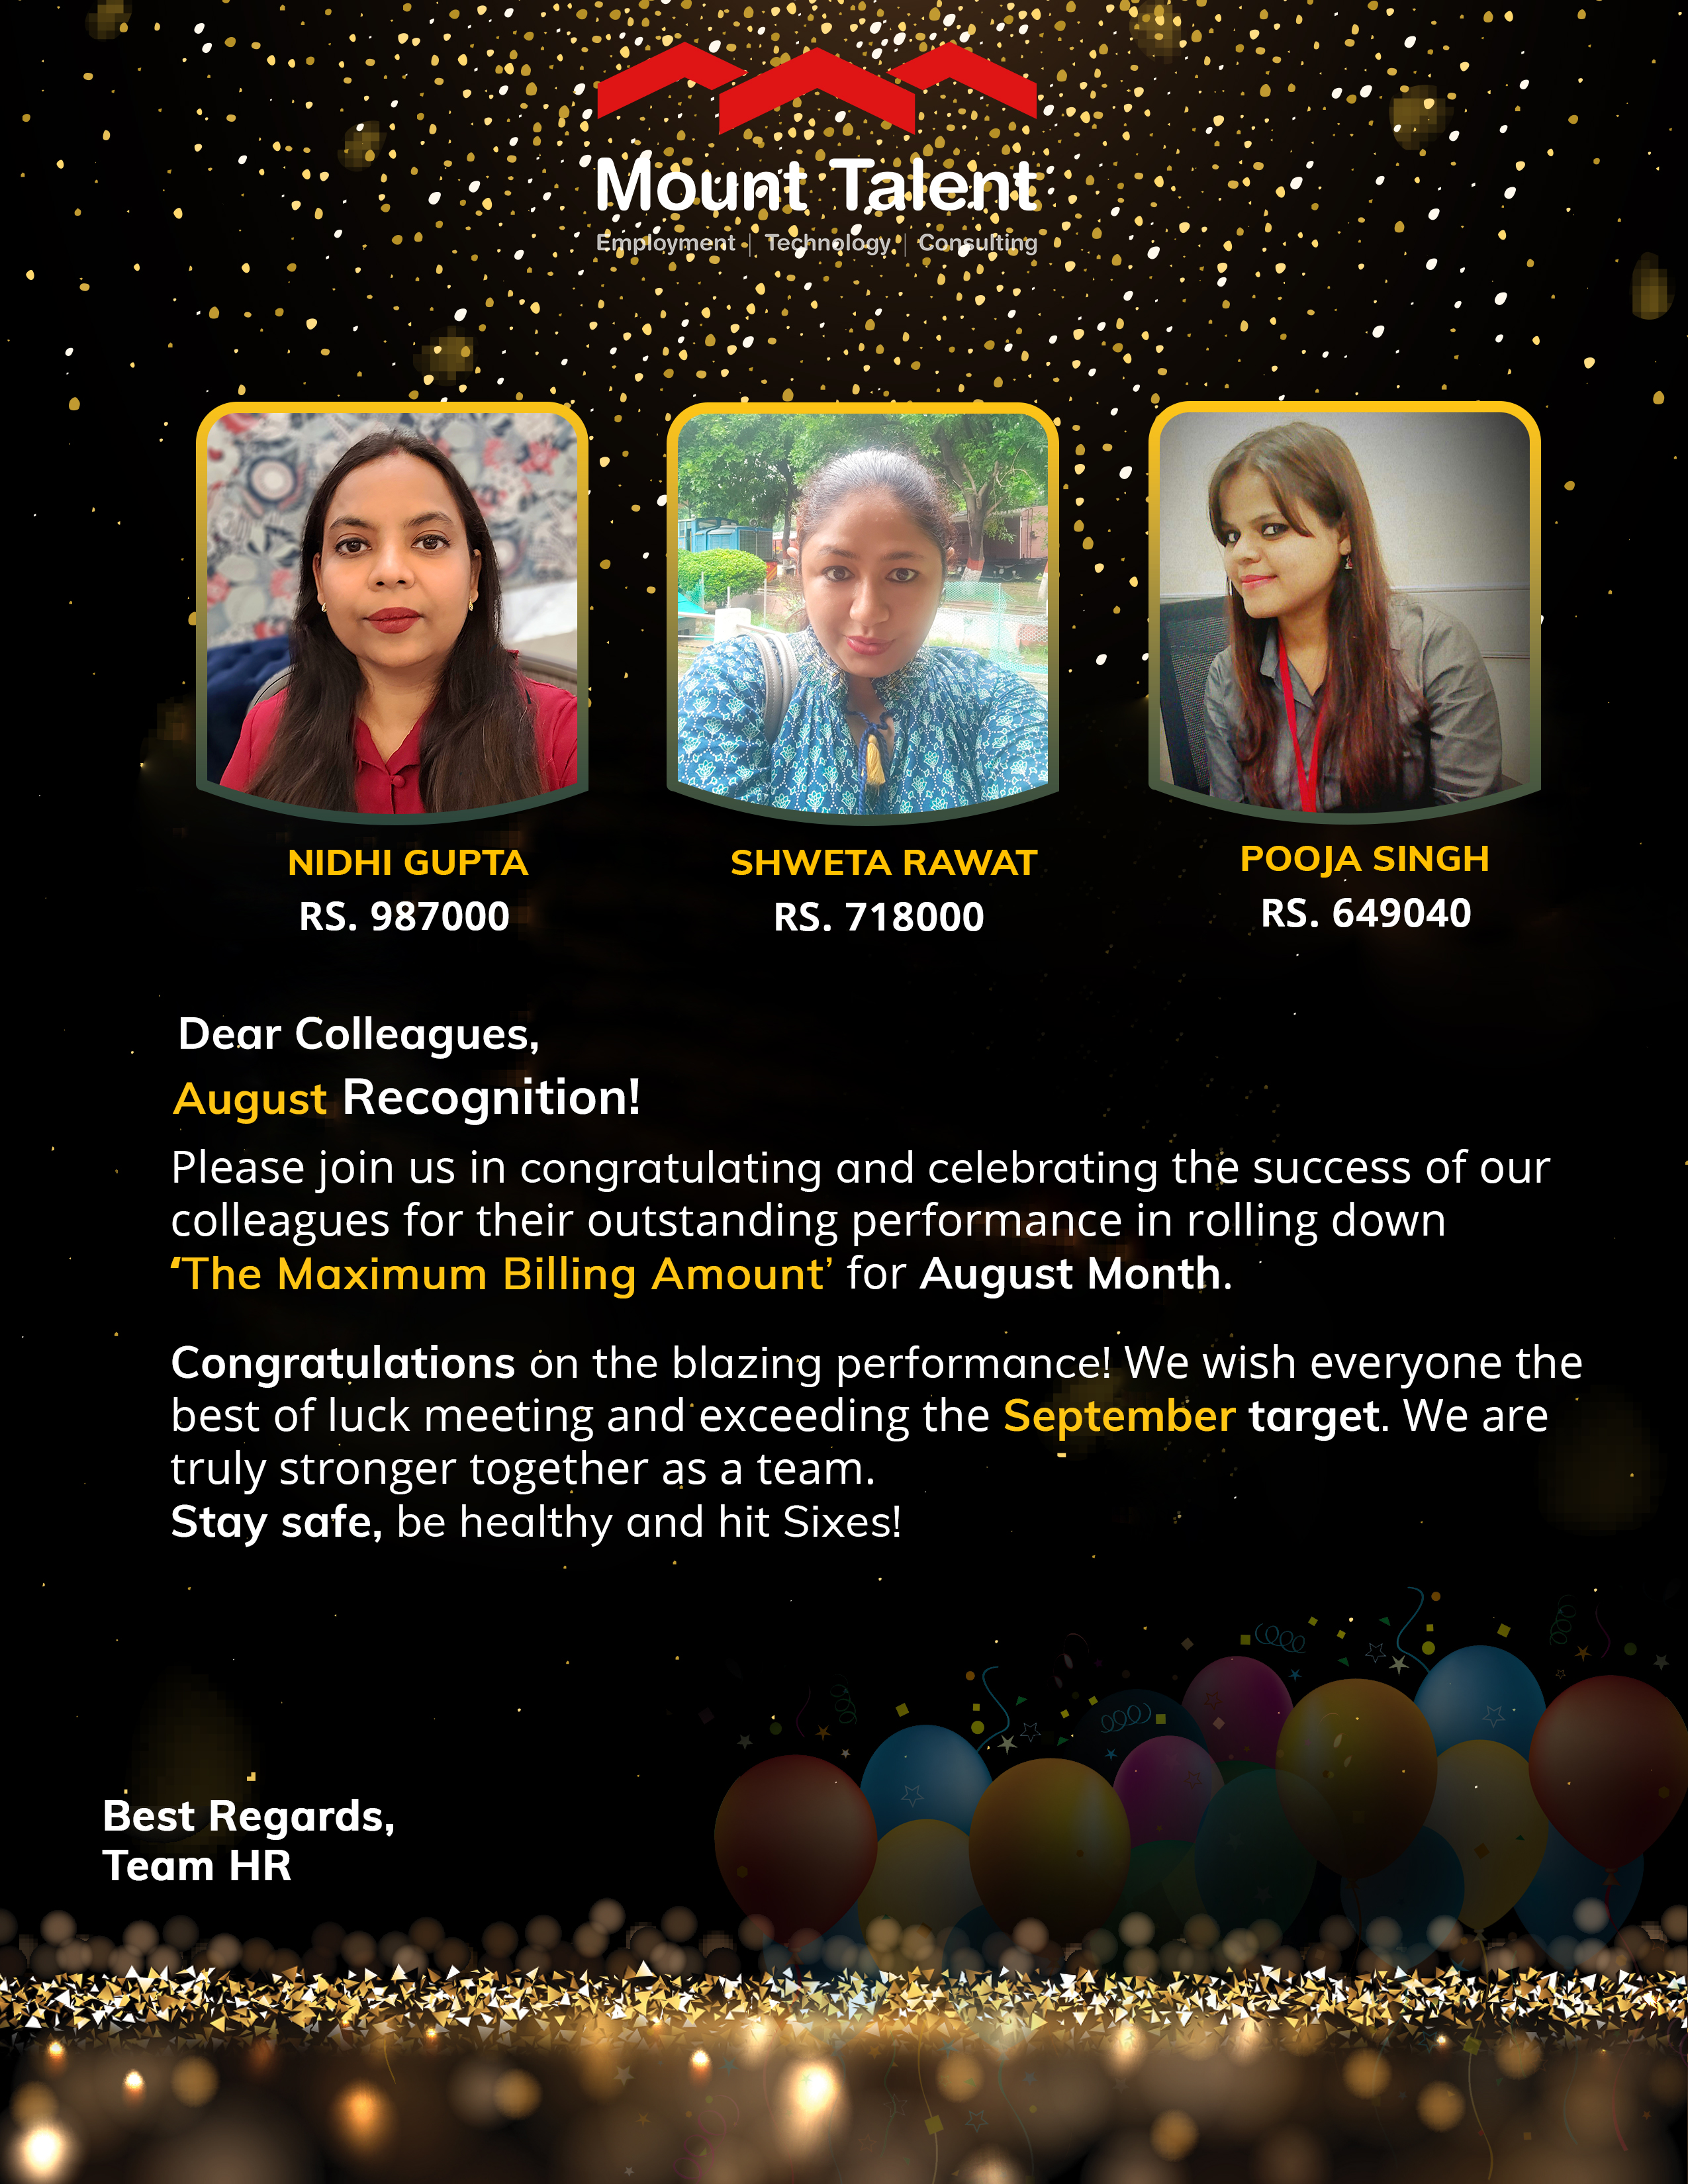 Mount Talent
Employment | Technology | Consulting
NIDHI GUPTA
RS. 987000
SHWETA RAWAT
RS. 718000
POOJA SINGH
RS. 649040
Dear Colleagues,
August Recognition!
Please join us in congratulating and celebrating the success of our
colleagues for their outstanding performance in rolling down
‘The Maximum Billing Amount’ for August Month.
Congratulations on the blazing performance! We wish everyone the
best of luck meeting and exceeding the September target. We are
truly stronger together as a team.
Stay safe, be healthy and hit Sixes!
Best Regards,
Team HR